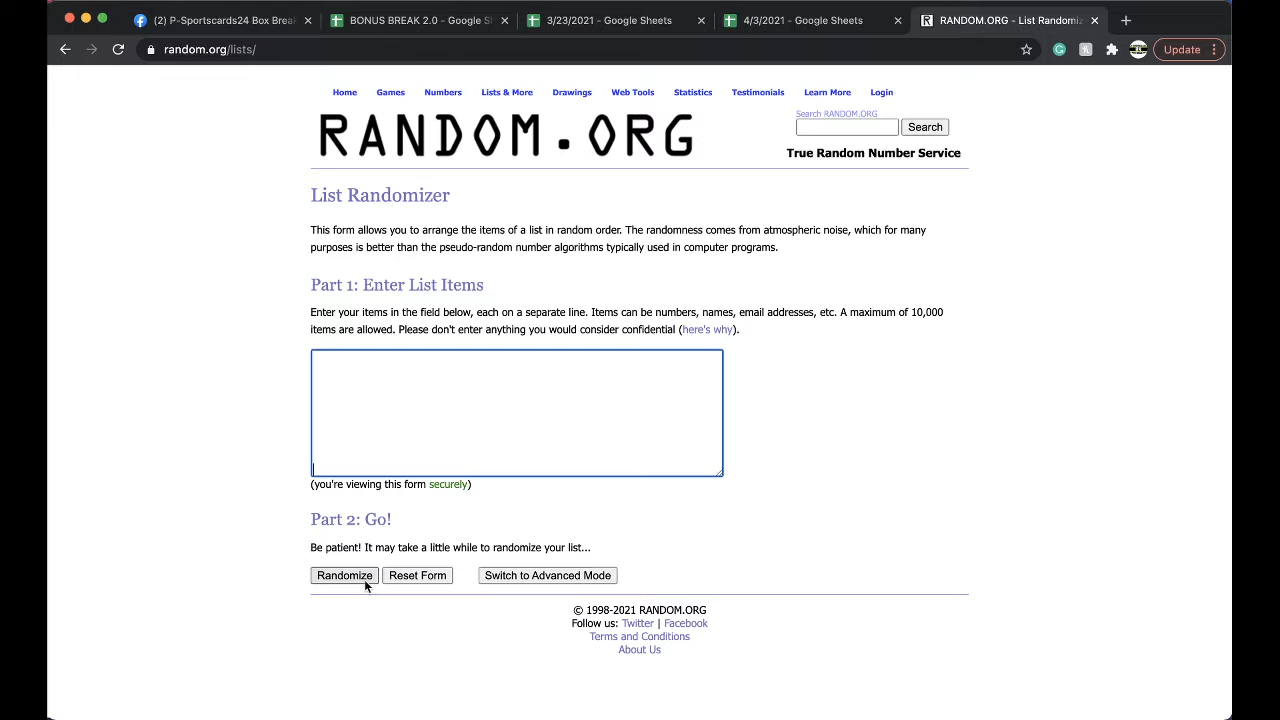 (2) P-Sportscards24 Box Break
BONUS BREAK 2.0 - Google S
3/23/2021 - Google Sheets
4/3/2021 - Google Sheets
RANDOM.ORG - List Randomiz
random.org/lists/
Update
Home Games Numbers Lists & More Drawings Web Tools Statistics Testimonials Learn More Login
RANDOM.ORG
Search RANDOM.ORG
Search
True Random Number Service
List Randomizer
This form allows you to arrange the items of a list in random order. The randomness comes from atmospheric noise, which for many
purposes is better than the pseudo-random number algorithms typically used in computer programs.
Part 1: Enter List Items
Enter your items in the field below, each on a separate line. Items can be numbers, names, email addresses, etc. A maximum of 10,000
items are allowed. Please don't enter anything you would consider confidential (here's why).
(you're viewing this form securely)
Part 2: Go!
Be patient! It may take a little while to randomize your list...
Randomize Reset Form Switch to Advanced Mode
© 1998-2021 RANDOM.ORG
Follow us: Twitter | Facebook
Terms and Conditions
About Us